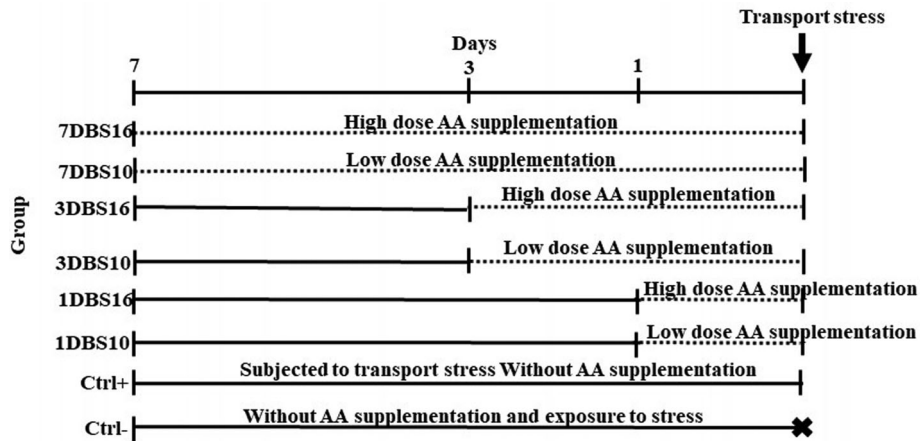 Transport stress
Days
7 3 1
7DBS16 High dose AA supplementation
7DBS10 Low dose AA supplementation
3DBS16 High dose AA supplementation
3DBS10 Low dose AA supplementation
1DBS16 High dose AA supplementation
1DBS10 Low dose AA supplementation
Ctrl+ Subjected to transport stress Without AA supplementation
Ctrl- Without AA supplementation and exposure to stress
Group